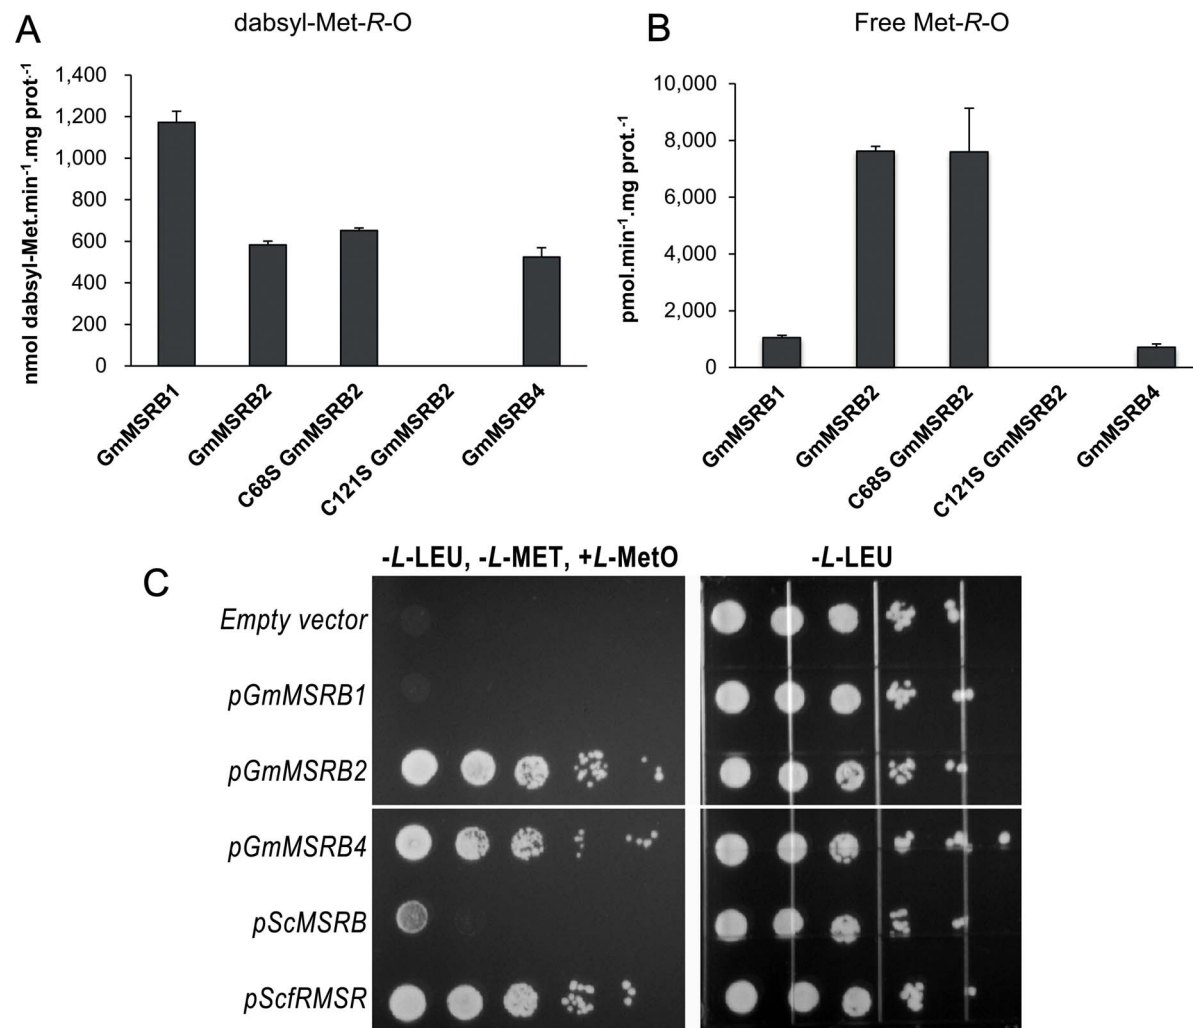 A
dabsyl-Met-R-O
nmol dabsyl-Met.min-1.mg prot.-1
1,400
1,200
1,000
800
600
400
200
0
GmMSRB1
GmMSRB2
C68S GmMSRB2
C121S GmMSRB2
GmMSRB4
B
Free Met-R-O
pmol.min-1.mg prot.-1
10,000
8,000
6,000
4,000
2,000
0
GmMSRB1
GmMSRB2
C68S GmMSRB2
C121S GmMSRB2
GmMSRB4
C
-L-LEU, -L-MET, +L-MetO
-L-LEU
Empty vector
pGmMSRB1
pGmMSRB2
pGmMSRB4
pScMSRB
pScfRMSR